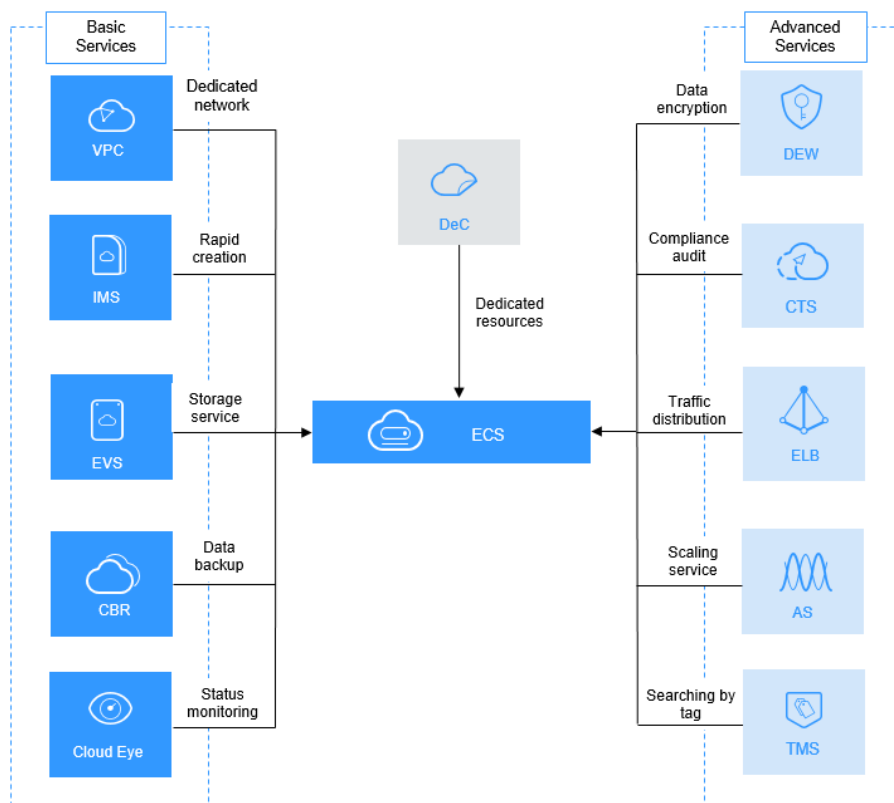 Basic
Services
Advanced
Services
VPC
Dedicated
network
IMS
Rapid
creation
EVS
Storage
service
CBR
Data
backup
Cloud Eye
Status
monitoring
DeC
Dedicated
resources
ECS
Data
encryption
DEW
Compliance
audit
CTS
Traffic
distribution
ELB
Scaling
service
AS
Searching by
tag
TMS